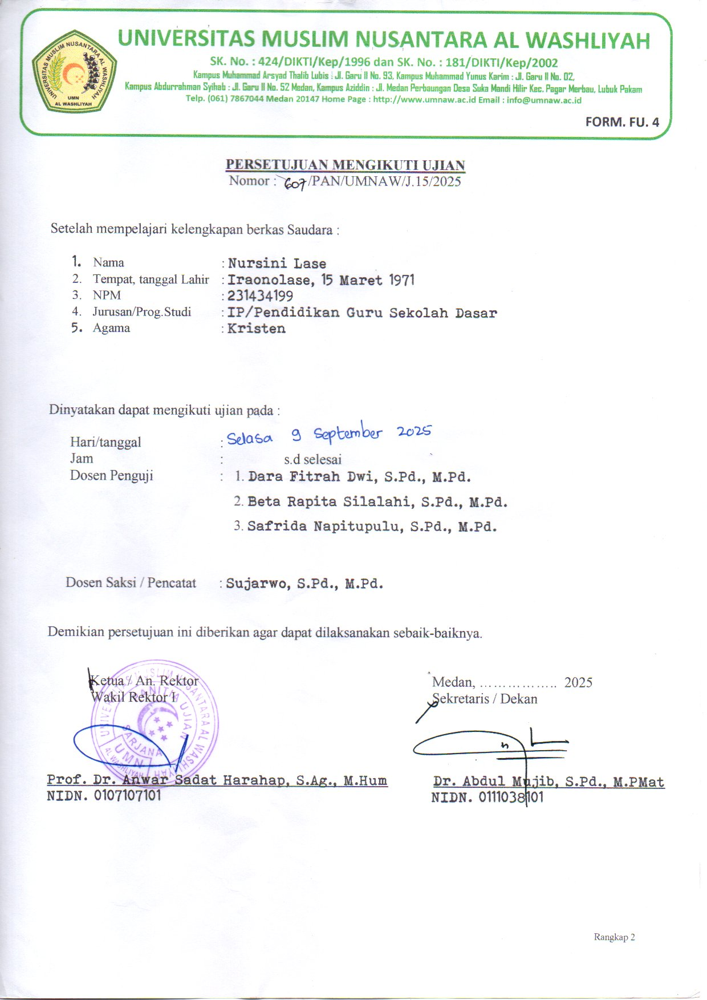 UNIVERSITAS MUSLIM NUSANTARA AL WASHLIYAH
SK. No. : 424/DIKTI/Kep/1996 dan SK. No. : 181/DIKTI/Kep/2002
Kampus Muhammad Arsyad Thalib Lubis : Jl. Garu II No. 93, Kampus Muhammad Yunus Karim : Jl. Garu II No. 02,
Kampus Abdurrahman Syihab : Jl. Garu II No. 52 Medan, Kampus Aziddin : Jl. Medan Perbaungan Desa Suka Mandi Hilir Kec. Pagar Merbau, Lubuk Pakam
Telp. (061) 7867044 Medan 20147 Home Page : http://www.umnaw.ac.id Email : info@umnaw.ac.id
UNIVERSITAS MUSLIM NUSANTARA AL WASHLIYAH
UMN
AL WASHLIYAH
FORM. FU. 4
PERSETUJUAN MENGIKUTI UJIAN
Nomor : 607/PAN/UMNAW/J.15/2025
Setelah mempelajari kelengkapan berkas Saudara :
1. Nama : Nursini Lase
2. Tempat, tanggal Lahir : Iraonolase, 15 Maret 1971
3. NPM : 231434199
4. Jurusan/Prog.Studi : IP/Pendidikan Guru Sekolah Dasar
5. Agama : Kristen
Dinyatakan dapat mengikuti ujian pada :
Hari/tanggal : Selasa 9 September 2025
Jam : s.d selesai
Dosen Penguji : 1. Dara Fitrah Dwi, S.Pd., M.Pd.
2. Beta Rapita Silalahi, S.Pd., M.Pd.
3. Safrida Napitupulu, S.Pd., M.Pd.
Dosen Saksi / Pencatat : Sujarwo, S.Pd., M.Pd.
Demikian persetujuan ini diberikan agar dapat dilaksanakan sebaik-baiknya.
Ketua / An. Rektor
Wakil Rektor I
UNIVERSITAS MUSLIM NUSANTARA AL WASHLIYAH
PANITIA UJIAN
SARJANA
UMN
AL WASHLIYAH
Medan, ................. 2025
Sekretaris / Dekan
Prof. Dr. Anwar Sadat Harahap, S.Ag., M.Hum
NIDN. 0107107101
Dr. Abdul Mujib, S.Pd., M.PMat
NIDN. 0111038101
Rangkap 2